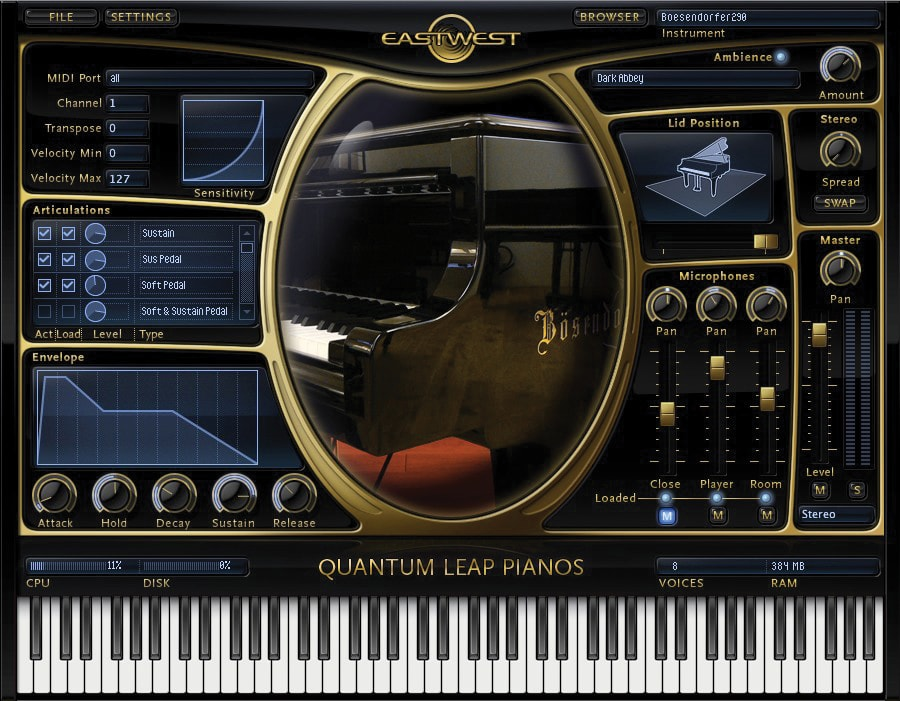 FILE
SETTINGS
EASTWEST
BROWSER
Boesendorfer290
Instrument
MIDI Port all
Channel 1
Transpose 0
Velocity Min 0
Velocity Max 127
Sensitivity
Ambience
Dark Abbey
Amount
Lid Position
Stereo
Spread
SWAP
Articulations
Sustain
Sus Pedal
Soft Pedal
Soft & Sustain Pedal
Act Load Level Type
Envelope
Attack Hold Decay Sustain Release
Bösendo
Microphones
Pan Pan Pan
Close Player Room
Loaded
M M M
Master
Pan
Level
M S
Stereo
QUANTUM LEAP PIANOS
11% 0%
CPU DISK
8 384 MB
VOICES RAM